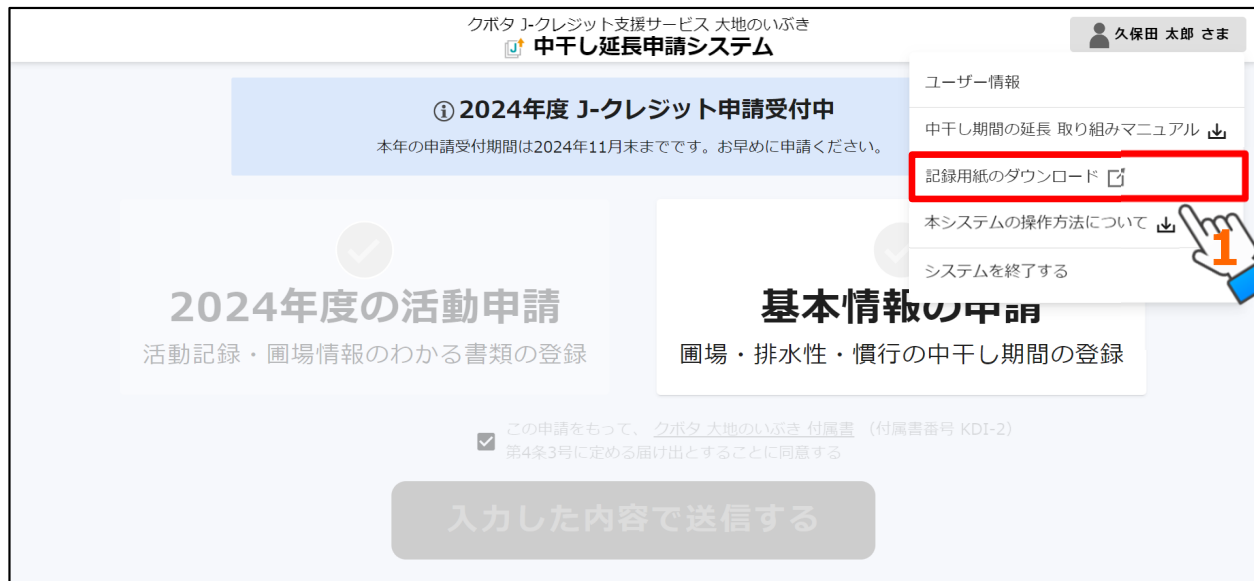 クボタ J-クレジット支援サービス 大地のいぶき
中干し延長申請システム
久保田 太郎 さま
ユーザー情報
中干し期間の延長 取り組みマニュアル
記録用紙のダウンロード
本システムの操作方法について
システムを終了する
1
2024年度 J-クレジット申請受付中
本年の申請受付期間は2024年11月末までです。お早めに申請ください。
2024年度の活動申請
活動記録・圃場情報のわかる書類の登録
基本情報の申請
圃場・排水性・慣行の中干し期間の登録
この申請をもって、 クボタ 大地のいぶき 付属書 (付属書番号 KDI-2)
第4条3号に定める届け出とすることに同意する
入力した内容で送信する